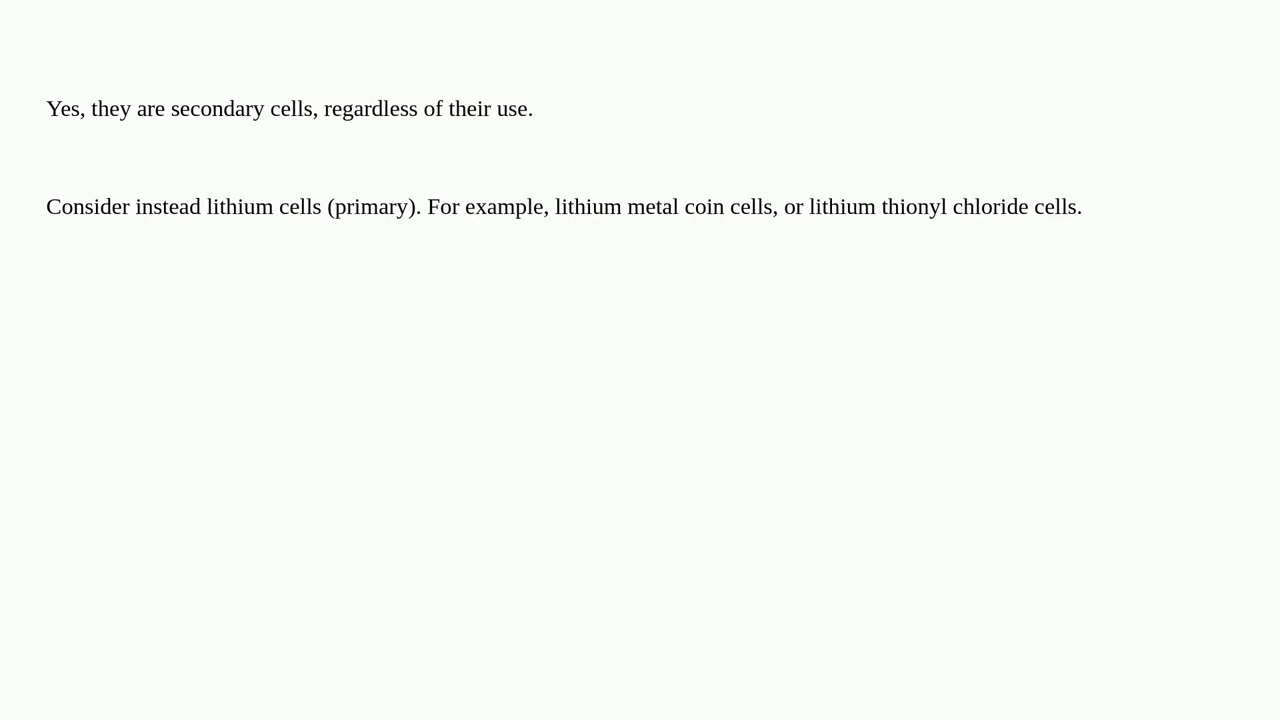 Yes, they are secondary cells, regardless of their use.
Consider instead lithium cells (primary). For example, lithium metal coin cells, or lithium thionyl chloride cells.